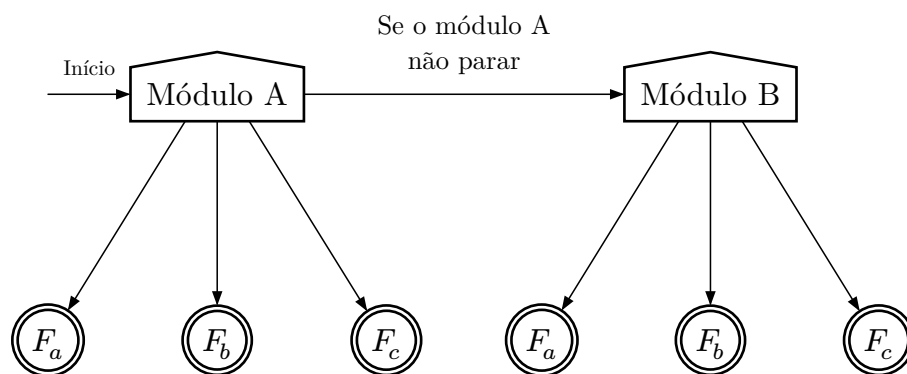 Se o módulo A
não parar
Início
Módulo A
Módulo B
F_a
F_b
F_c
F_a
F_b
F_c